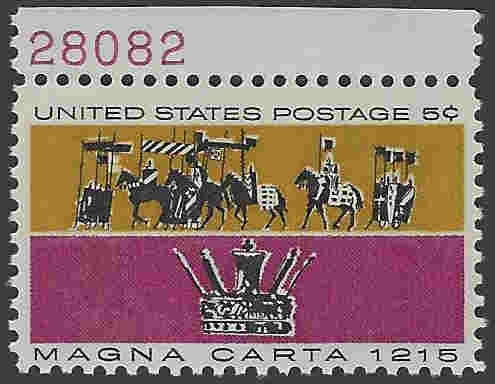 28082
UNITED STATES POSTAGE 5¢
MAGNA CARTA 1215